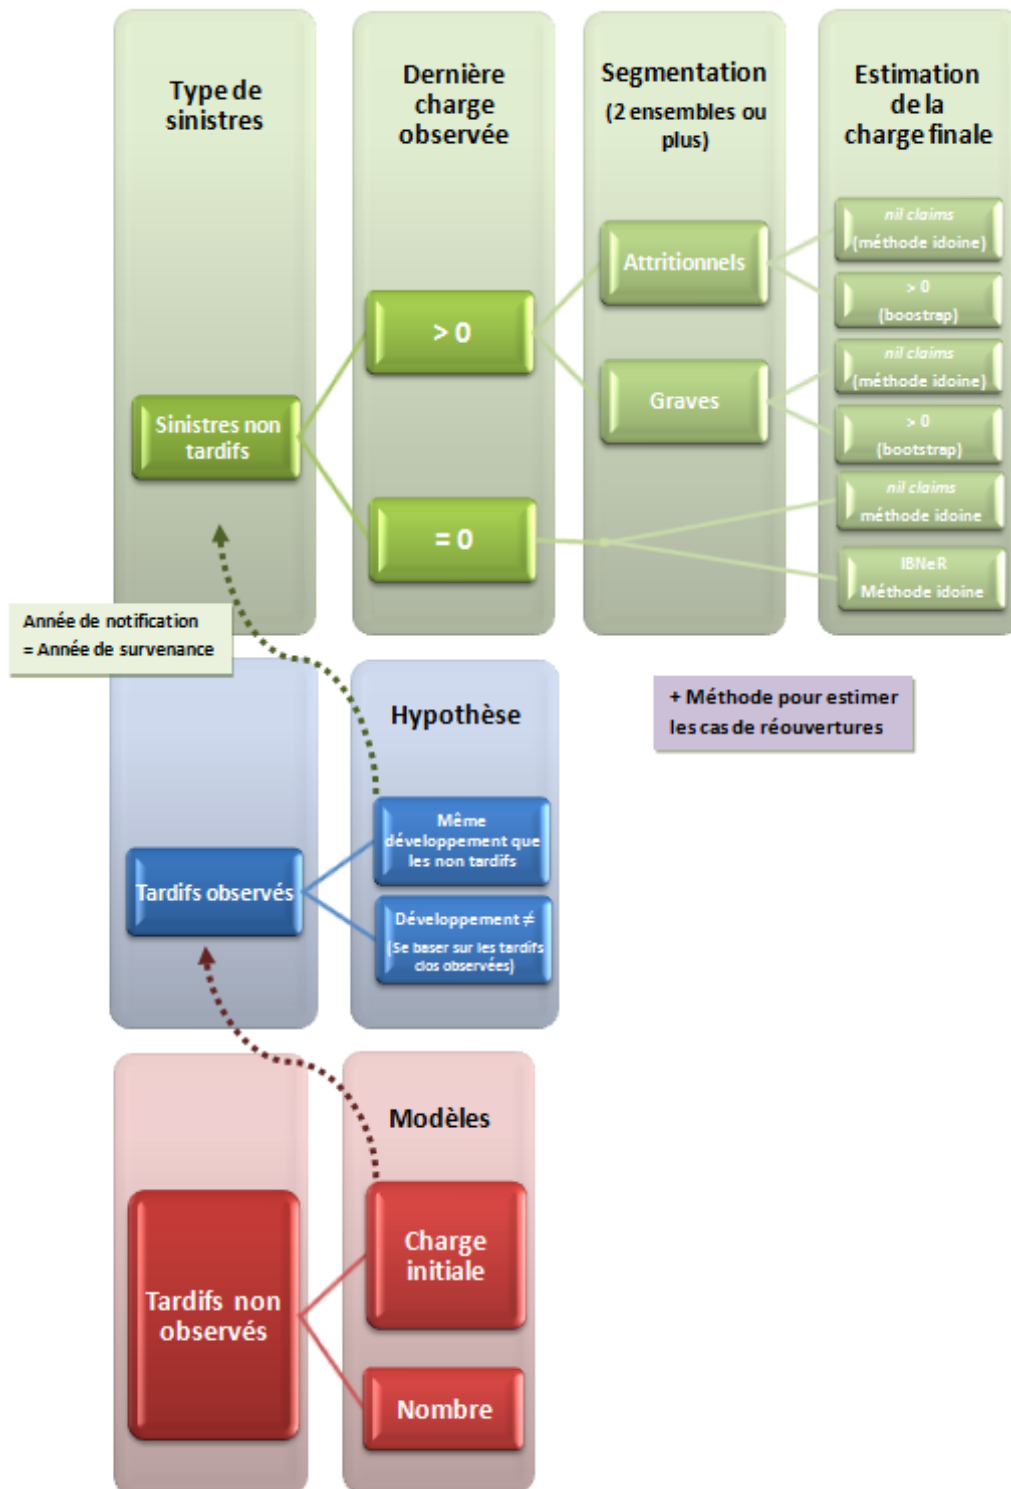 Type de
sinistres
Dernière
charge
observée
Segmentation
(2 ensembles ou
plus)
Estimation
de la
charge finale
Sinistres non
tardifs
> 0
= 0
Attritionnels
Graves
nil claims
(méthode idoine)
> 0
(boostrap)
nil claims
(méthode idoine)
> 0
(bootstrap)
nil claims
méthode idoine
IBNeR
Méthode idoine
Année de notification
= Année de survenance
+ Méthode pour estimer
les cas de réouvertures
Hypothèse
Tardifs observés
Même
développement que
les non tardifs
Développement ≠
(Se baser sur les tardifs
clos observées)
Modèles
Tardifs non
observés
Charge
initiale
Nombre